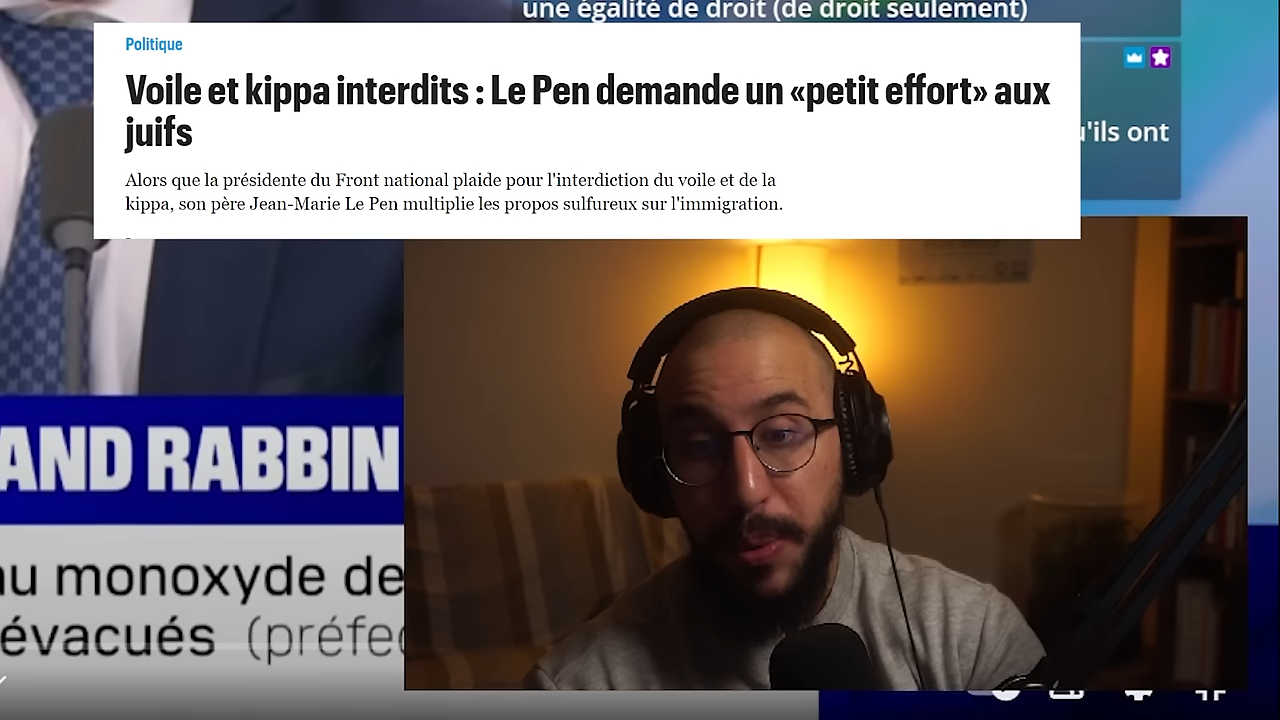 une égalité de droit (de droit seulement)
Politique
Voile et kippa interdits : Le Pen demande un «petit effort» aux
juifs
Alors que la présidente du Front national plaide pour l'interdiction du voile et de la
kippa, son père Jean-Marie Le Pen multiplie les propos sulfureux sur l'immigration.
u'ils ont
AND RABBIN
au monoxyde de
évacués (préfec